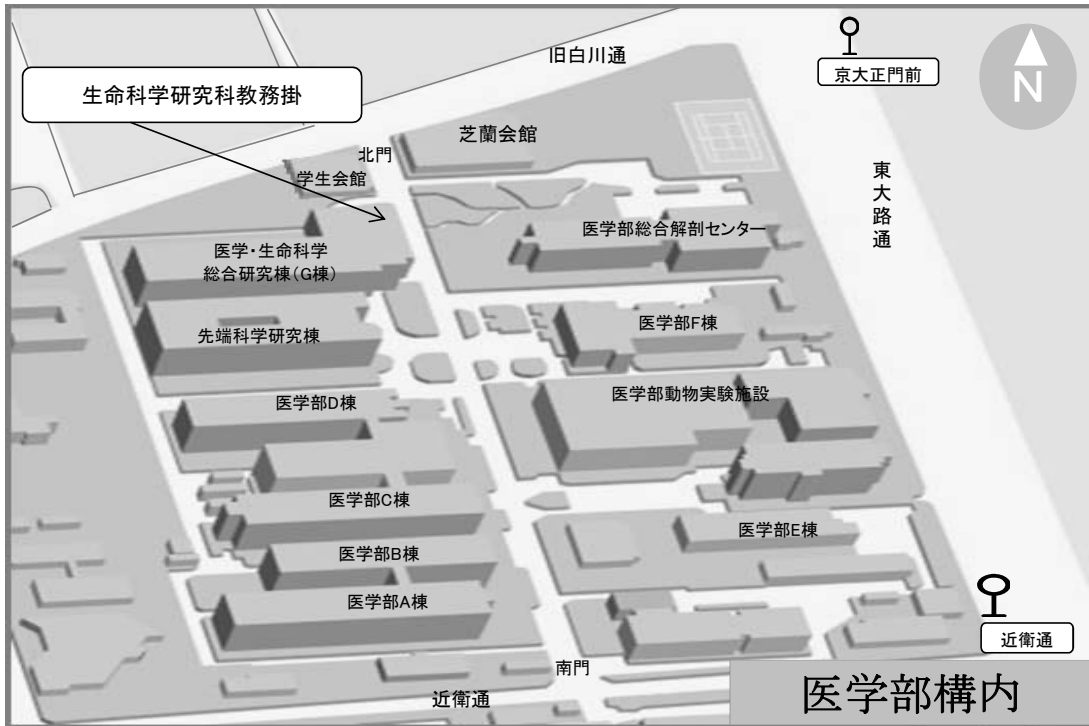 旧白川通
京大正門前
N
生命科学研究科教務掛
芝蘭会館
北門
学生会館
東大路通
医学部総合解剖センター
医学・生命科学
総合研究棟(G棟)
医学部F棟
先端科学研究棟
医学部動物実験施設
医学部D棟
医学部C棟
医学部E棟
医学部B棟
医学部A棟
近衛通
南門
近衛通
医学部構内